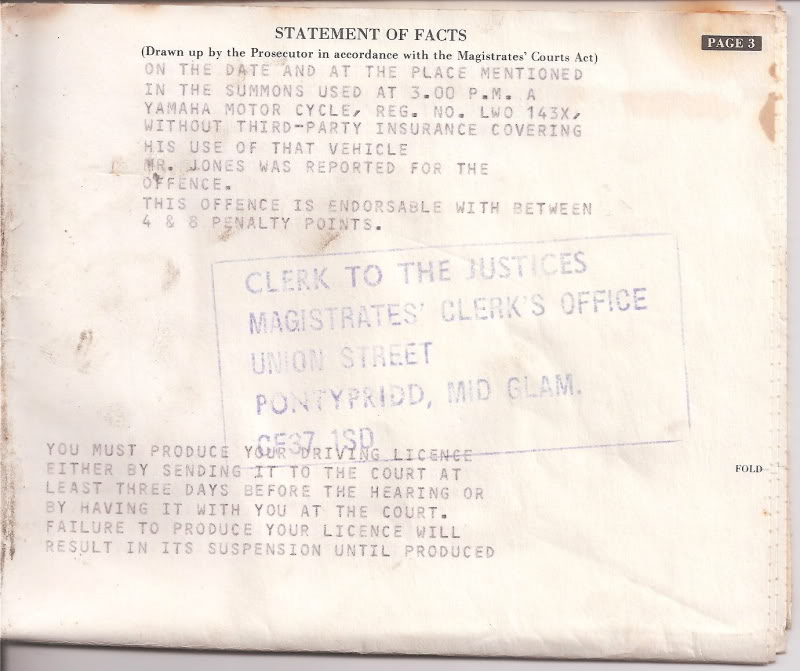 STATEMENT OF FACTS
PAGE 3
(Drawn up by the Prosecutor in accordance with the Magistrates' Courts Act)
ON THE DATE AND AT THE PLACE MENTIONED
IN THE SUMMONS USED AT 3.00 P.M. A
YAMAHA MOTOR CYCLE, REG. NO. LWO 143X,
WITHOUT THIRD-PARTY INSURANCE COVERING
HIS USE OF THAT VEHICLE
MR. JONES WAS REPORTED FOR THE
OFFENCE.
THIS OFFENCE IS ENDORSABLE WITH BETWEEN
4 & 8 PENALTY POINTS.
CLERK TO THE JUSTICES
MAGISTRATES' CLERK'S OFFICE
UNION STREET
PONTYPRIDD, MID GLAM.
CF37 1SD
YOU MUST PRODUCE YOUR DRIVING LICENCE
EITHER BY SENDING IT TO THE COURT AT
LEAST THREE DAYS BEFORE THE HEARING OR
BY HAVING IT WITH YOU AT THE COURT.
FAILURE TO PRODUCE YOUR LICENCE WILL
RESULT IN ITS SUSPENSION UNTIL PRODUCED
FOLD